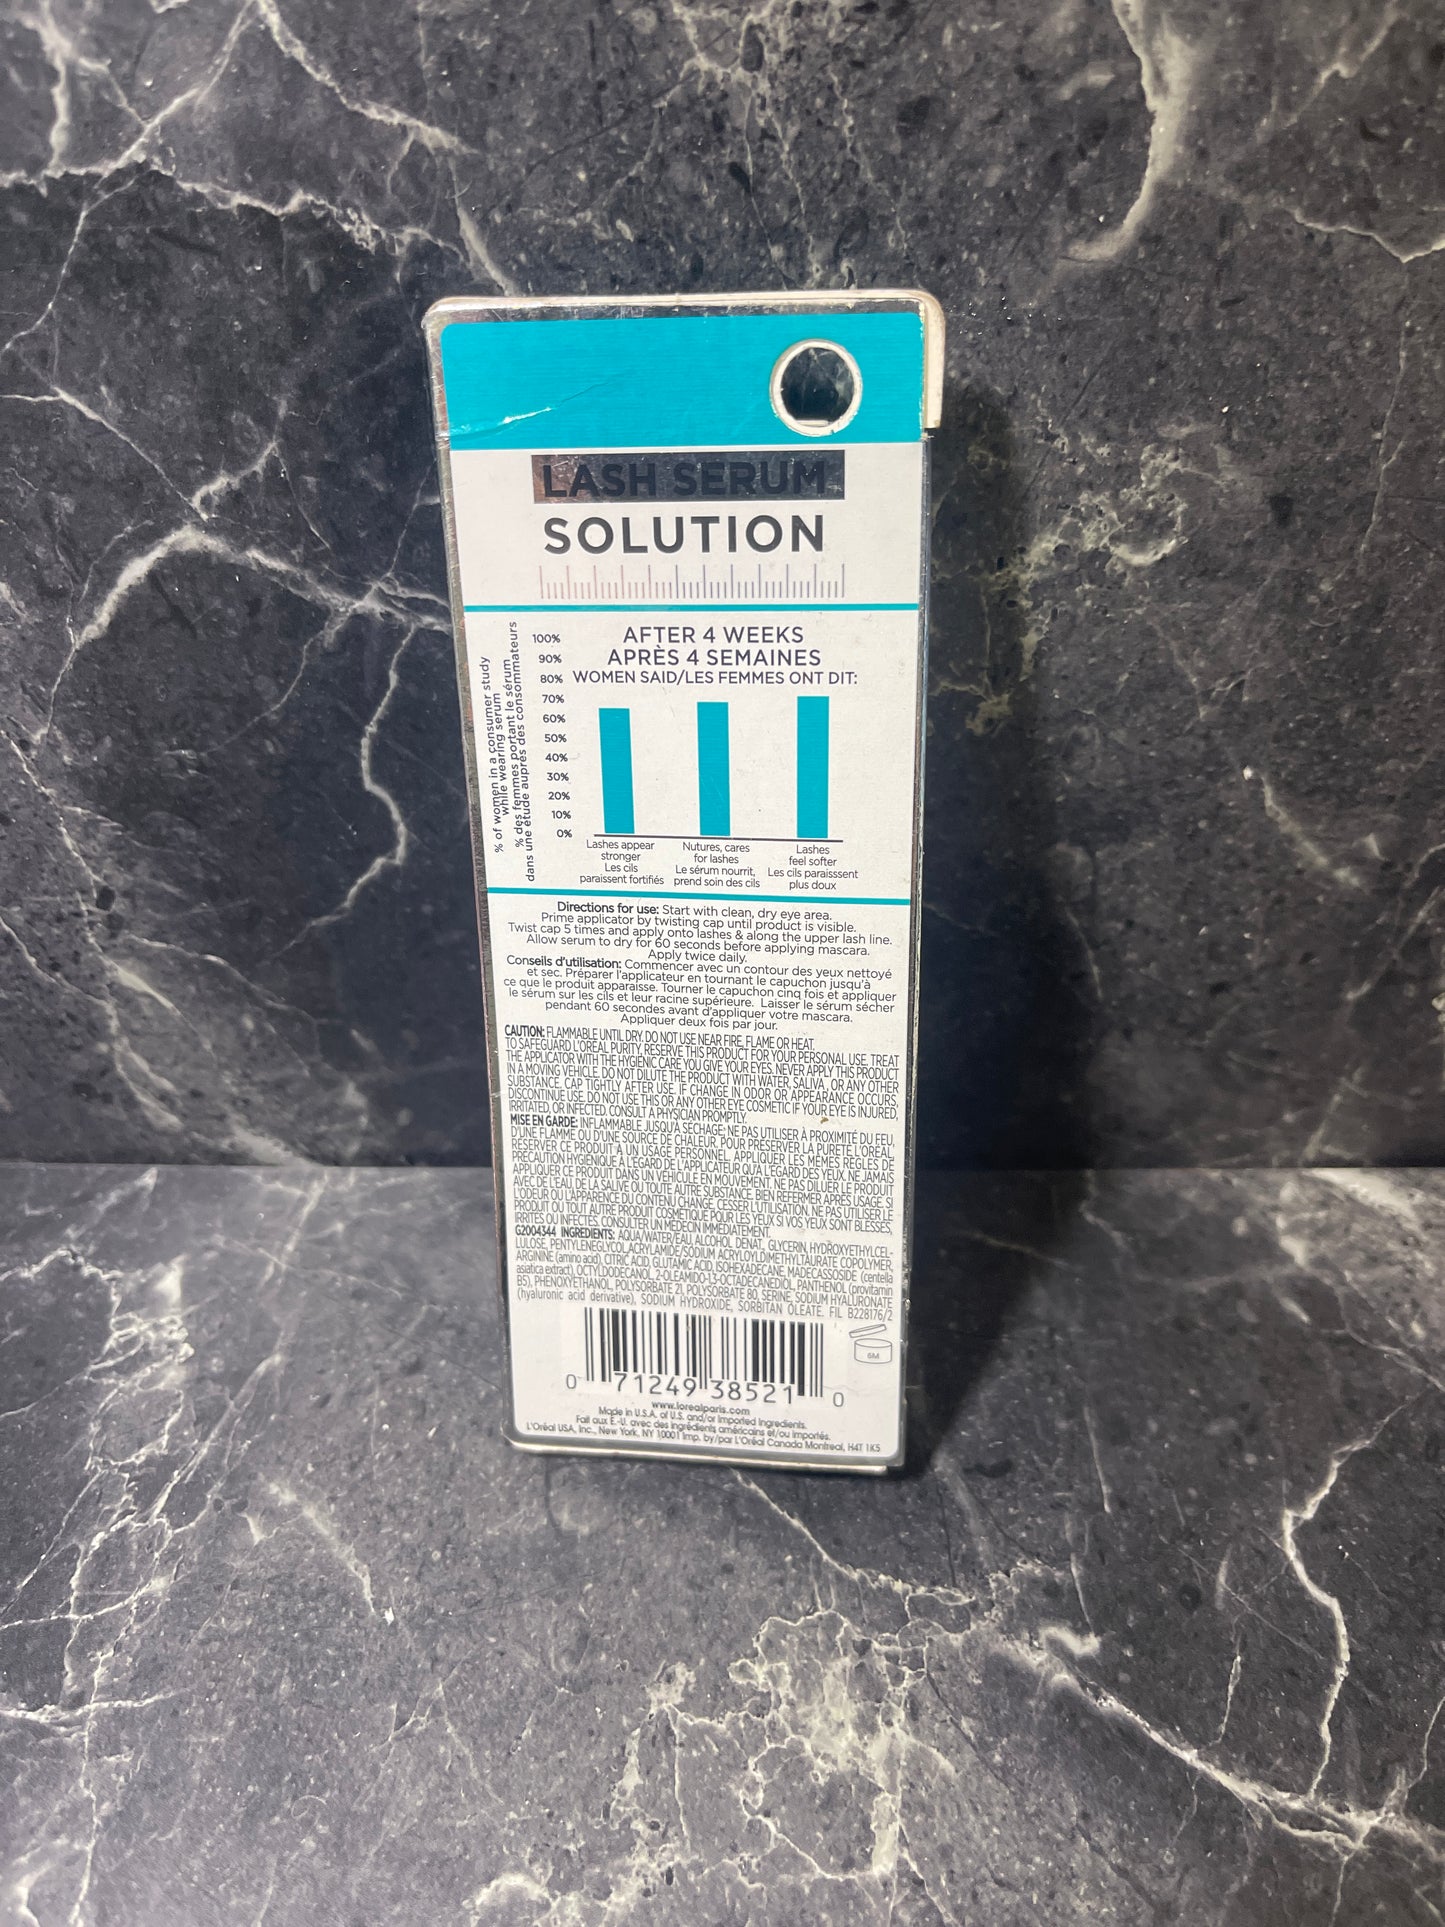 LASH SERUM
SOLUTION
AFTER 4 WEEKS
APRÈS 4 SEMAINES
WOMEN SAID/LES FEMMES ONT DIT:
% of women in a consumer study
while wearing serum
% des femmes portant le sérum
dans une étude auprès des consommateurs
100%
90%
80%
70%
60%
50%
40%
30%
20%
10%
0%
Lashes appear
stronger
Les cils
paraissent fortifiés
Nutures, cares
for lashes
Le sérum nourrit,
prend soin des cils
Lashes
feel softer
Les cils paraisssent
plus doux
Directions for use: Start with clean, dry eye area.
Prime applicator by twisting cap until product is visible.
Twist cap 5 times and apply onto lashes & along the upper lash line.
Allow serum to dry for 60 seconds before applying mascara.
Apply twice daily.
Conseils d'utilisation: Commencer avec un contour des yeux nettoyé
et sec. Préparer l'applicateur en tournant le capuchon jusqu'à
ce que le produit apparaisse. Tourner le capuchon cinq fois et appliquer
le sérum sur les cils et leur racine supérieure. Laisser le sérum sécher
pendant 60 secondes avant d'appliquer votre mascara.
Appliquer deux fois par jour.
CAUTION: FLAMMABLE UNTIL DRY. DO NOT USE NEAR FIRE, FLAME OR HEAT.
TO SAFEGUARD L'ORÉAL PURITY, RESERVE THIS PRODUCT FOR YOUR PERSONAL USE. TREAT
THE APPLICATOR WITH THE HYGIENIC CARE YOU GIVE YOUR EYES. NEVER APPLY THIS PRODUCT
IN A MOVING VEHICLE. DO NOT DILUTE THE PRODUCT WITH WATER, SALIVA, OR ANY OTHER
SUBSTANCE. CAP TIGHTLY AFTER USE. IF CHANGE IN ODOR OR APPEARANCE OCCURS,
DISCONTINUE USE. DO NOT USE THIS OR ANY OTHER EYE COSMETIC IF YOUR EYE IS INJURED,
IRRITATED, OR INFECTED. CONSULT A PHYSICIAN PROMPTLY.
MISE EN GARDE: INFLAMMABLE JUSQU'À SÉCHAGE; NE PAS UTILISER À PROXIMITÉ DU FEU,
D'UNE FLAMME OU D'UNE SOURCE DE CHALEUR. POUR PRÉSERVER LA PURETÉ L'ORÉAL,
RÉSERVER CE PRODUIT À UN USAGE PERSONNEL. APPLIQUER LES MÊMES RÈGLES DE
PRÉCAUTION HYGIÉNIQUE À L'ÉGARD DE L'APPLICATEUR QU'À L'ÉGARD DES YEUX. NE JAMAIS
APPLIQUER CE PRODUIT DANS UN VÉHICULE EN MOUVEMENT. NE PAS DILUER LE PRODUIT
AVEC DE L'EAU, DE LA SALIVE OU TOUTE AUTRE SUBSTANCE. BIEN REFERMER APRÈS USAGE. SI
L'ODEUR OU L'APPARENCE DU CONTENU CHANGE, CESSER L'UTILISATION. NE PAS UTILISER LE
PRODUIT OU TOUT AUTRE PRODUIT COSMÉTIQUE POUR LES YEUX SI VOS YEUX SONT BLESSÉS,
IRRITÉS OU INFECTÉS. CONSULTER UN MÉDECIN IMMÉDIATEMENT.
G2004344 INGREDIENTS: AQUA/WATER/EAU, ALCOHOL DENAT., GLYCERIN, HYDROXYETHYLCEL-
LULOSE, PENTYLENEGLYCOL, ACRYLAMIDE/SODIUM ACRYLOYLDIMETHYLTAURATE COPOLYMER,
ARGININE (amino acid), CITRIC ACID, GLUTAMIC ACID, ISOHEXADECANE, MADECASSOSIDE (centella
asiatica extract), OCTYLDODECANOL, 2-OLEAMIDO-1,3-OCTADECANEDIOL, PANTHENOL (provitamin
B5), PHENOXYETHANOL, POLYSORBATE 21, POLYSORBATE 80, SERINE, SODIUM HYALURONATE
(hyaluronic acid derivative), SODIUM HYDROXIDE, SORBITAN OLEATE. FIL B228176/2
6M
0 71249 38521 0
www.lorealparis.com
Made in U.S.A. of U.S. and/or imported ingredients.
Fait aux É.-U. avec des ingrédients américains et/ou importés.
L'Oréal USA, Inc., New York, NY 10001 Imp. by/par L'Oréal Canada Montreal, H4T 1K5